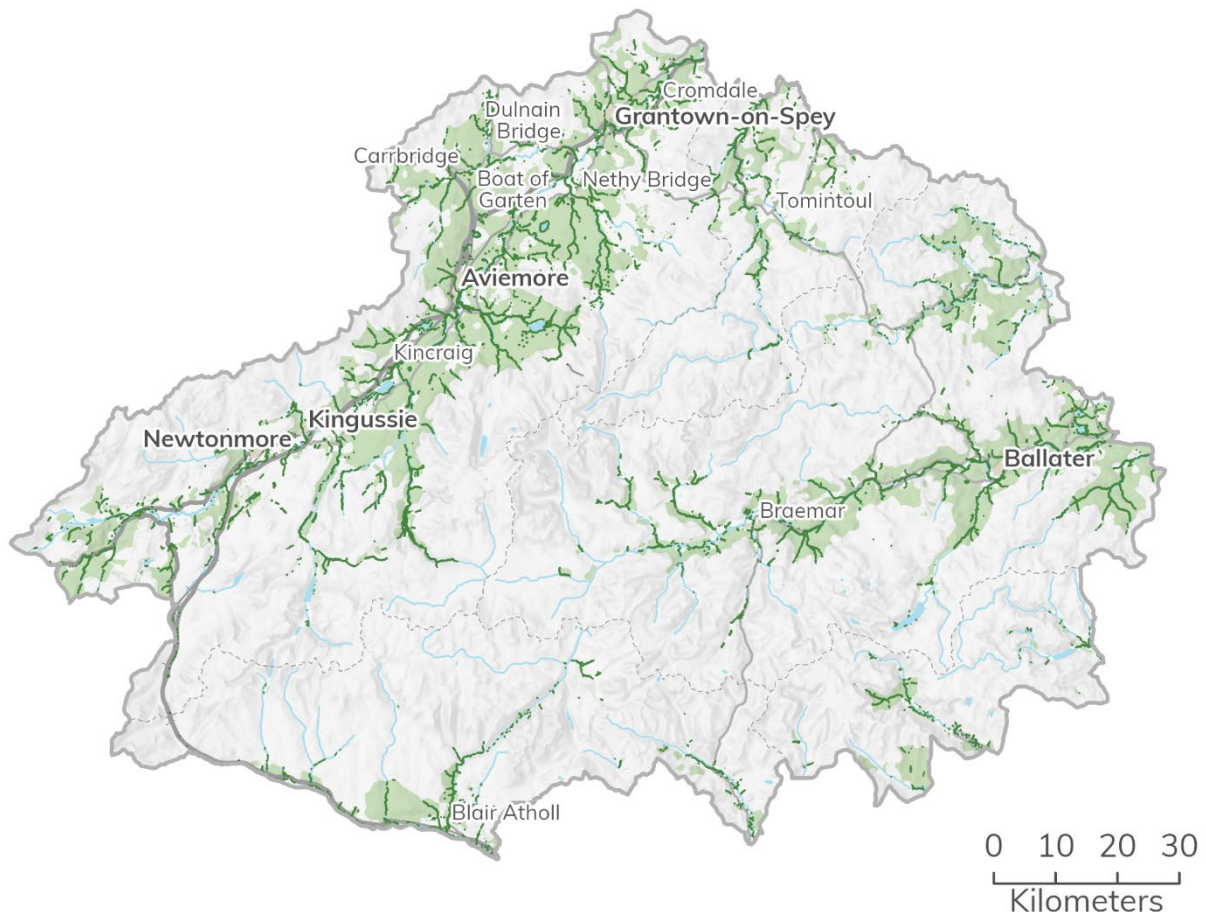 Cromdale
Grantown-on-Spey
Dulnain
Bridge
Carrbridge
Boat of
Garten
Nethy Bridge
Tomintoul
Aviemore
Kincraig
Kingussie
Newtonmore
Ballater
Braemar
Blair Atholl
0 10 20 30
Kilometers